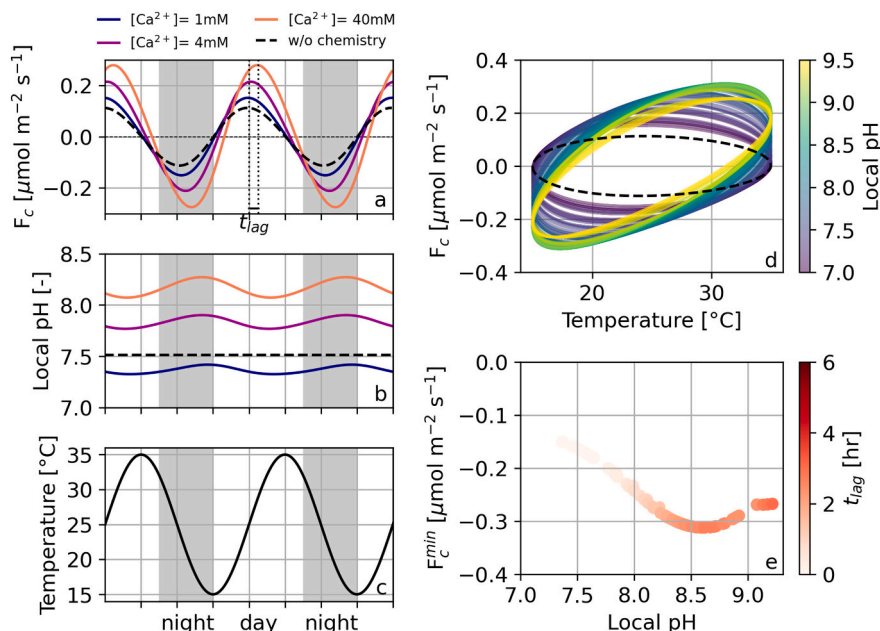 [Ca²⁺]= 1mM
[Ca²⁺]= 40mM
[Ca²⁺]= 4mM
w/o chemistry
F_c [μmol m⁻² s⁻¹]
0.2
0.0
−0.2
t_lag
a
Local pH [-]
8.5
8.0
7.5
7.0
b
Temperature [°C]
35
30
25
20
15
c
night
day
night
F_c [μmol m⁻² s⁻¹]
0.4
0.2
0.0
−0.2
−0.4
d
20
30
Temperature [°C]
9.5
9.0
8.5
8.0
7.5
7.0
Local pH
F_c^min [μmol m⁻² s⁻¹]
0.0
−0.1
−0.2
−0.3
−0.4
e
7.0
7.5
8.0
8.5
9.0
Local pH
6
4
2
0
t_lag [hr]